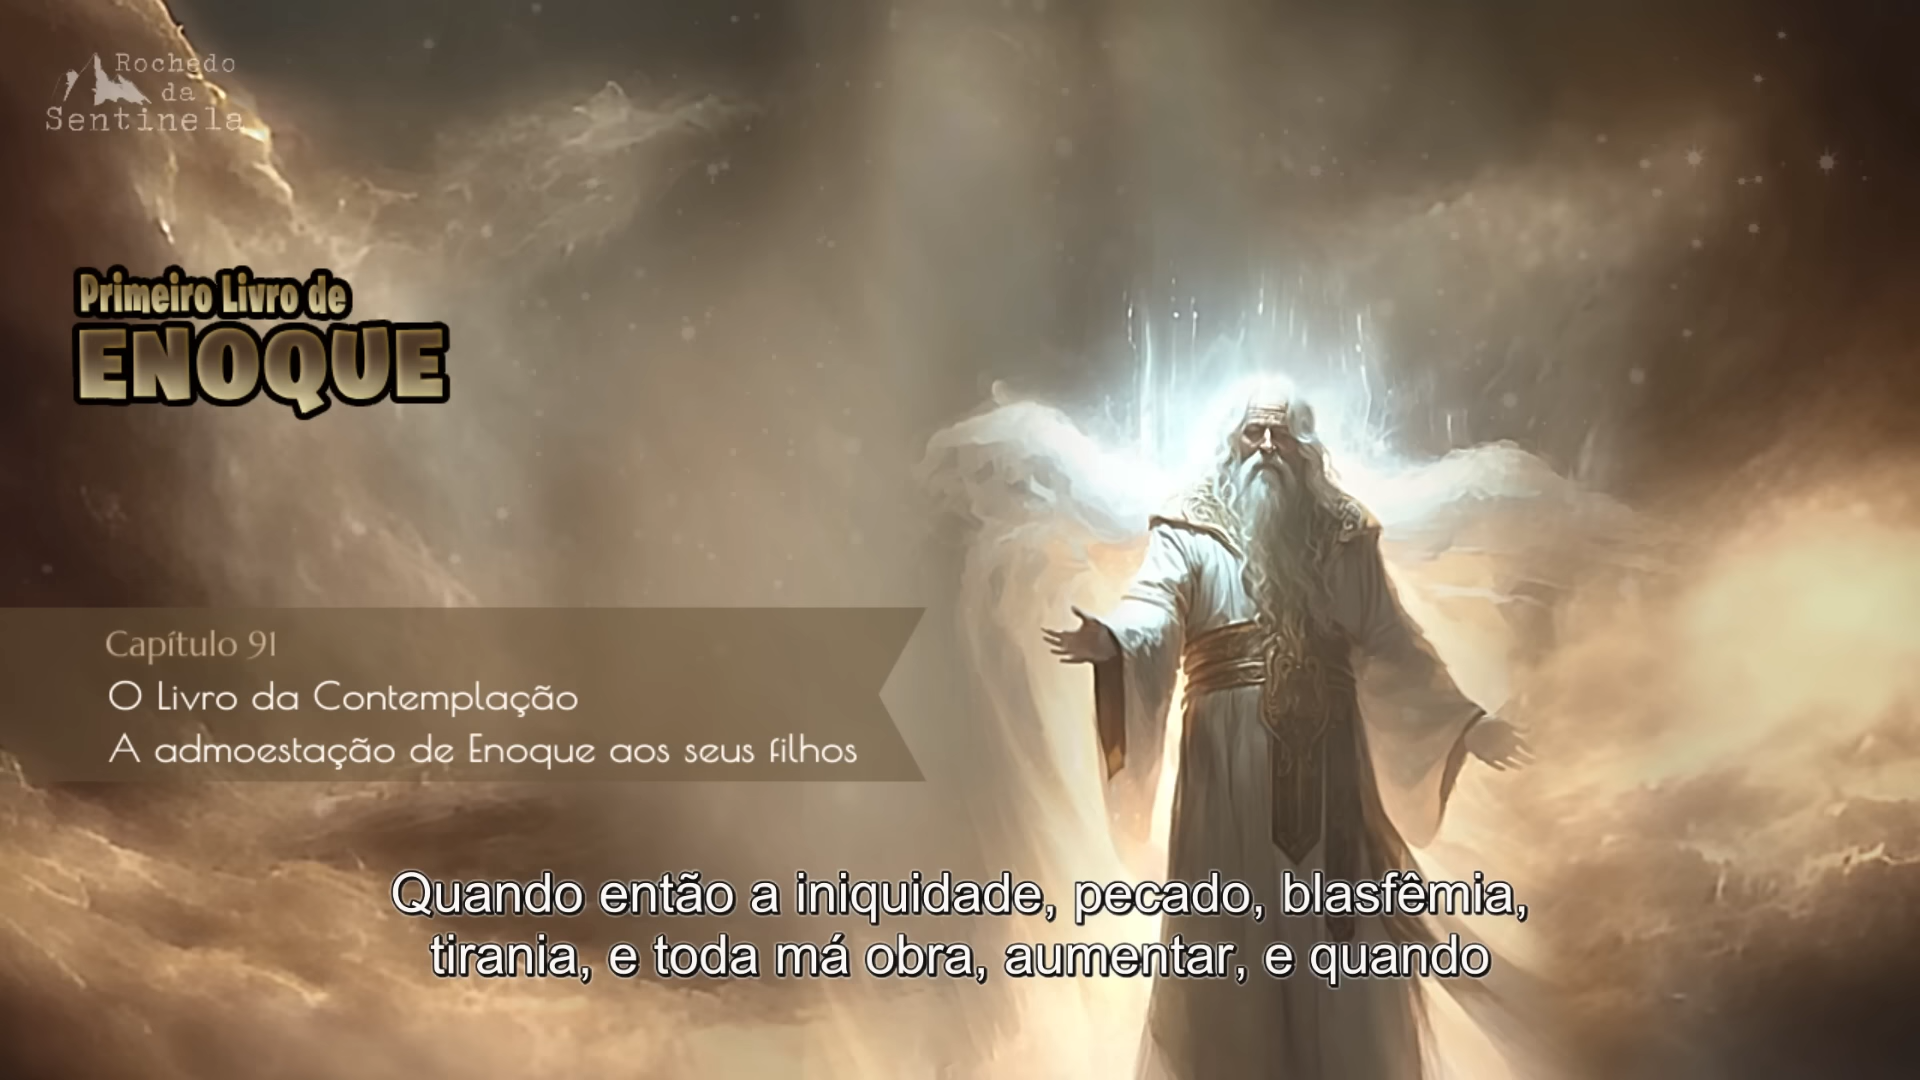 Rochedo
da
Sentinela
Primeiro Livro de
ENOQUE
Capítulo 91
O Livro da Contemplação
A admoestação de Enoque aos seus filhos
Quando então a iniquidade, pecado, blasfêmia,
tirania, e toda má obra, aumentar, e quando